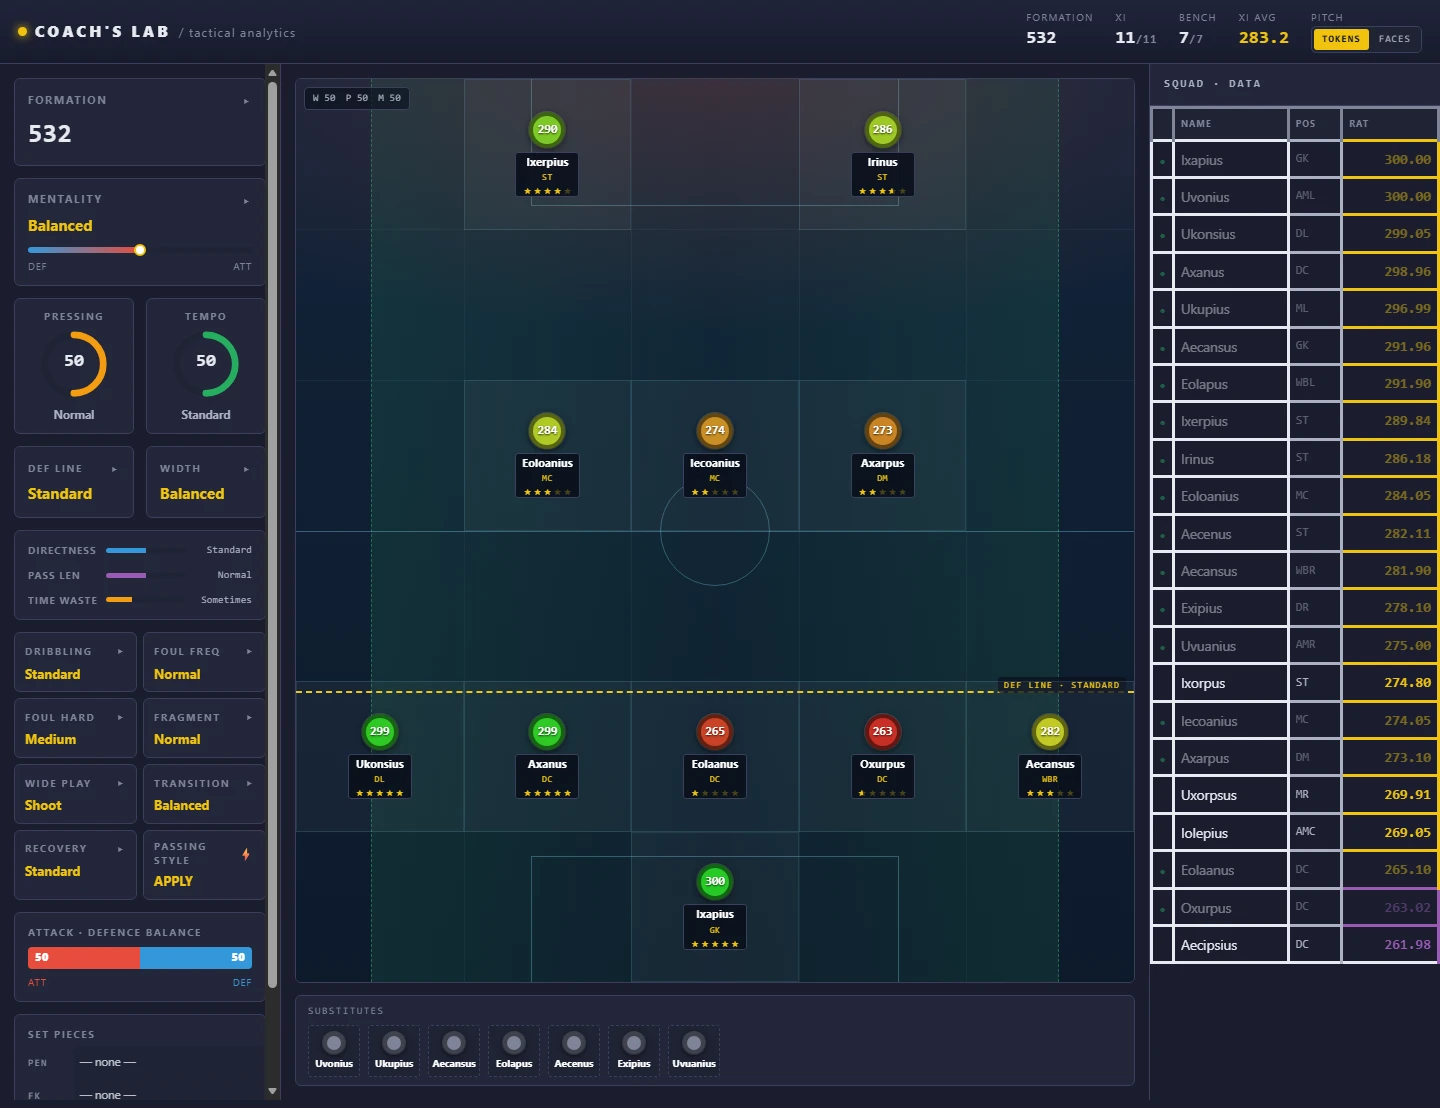 COACH'S LAB / tactical analytics
FORMATION
532
XI
11/11
BENCH
7/7
XI AVG
283.2
PITCH
TOKENS FACES
FORMATION
532
MENTALITY
Balanced
DEF ATT
PRESSING
50
Normal
TEMPO
50
Standard
DEF LINE
Standard
WIDTH
Balanced
DIRECTNESS Standard
PASS LEN Normal
TIME WASTE Sometimes
DRIBBLING
Standard
FOUL FREQ
Normal
FOUL HARD
Medium
FRAGMENT
Normal
WIDE PLAY
Shoot
TRANSITION
Balanced
RECOVERY
Standard
PASSING
STYLE
APPLY
ATTACK · DEFENCE BALANCE
50 50
ATT DEF
SET PIECES
PEN — none —
FK — none —
W 50 P 50 M 50
290
Ixerpius
ST
286
Irinus
ST
284
Eoloanius
MC
274
Iecoanius
MC
273
Axarpus
DM
DEF LINE · STANDARD
299
Ukonsius
DL
299
Axanus
DC
265
Eolaanus
DC
263
Oxurpus
DC
282
Aecansus
WBR
300
Ixapius
GK
SUBSTITUTES
Uvonius
Ukupius
Aecansus
Eolapus
Aecenus
Exipius
Uvuanius
SQUAD · DATA
NAME POS RAT
Ixapius GK 300.00
Uvonius AML 300.00
Ukonsius DL 299.05
Axanus DC 298.96
Ukupius ML 296.99
Aecansus GK 291.96
Eolapus WBL 291.90
Ixerpius ST 289.84
Irinus ST 286.18
Eoloanius MC 284.05
Aecenus ST 282.11
Aecansus WBR 281.90
Exipius DR 278.10
Uvuanius AMR 275.00
Ixorpus ST 274.80
Iecoanius MC 274.05
Axarpus DM 273.10
Uxorpsus MR 269.91
Iolepius AMC 269.05
Eolaanus DC 265.10
Oxurpus DC 263.02
Aecipsius DC 261.98